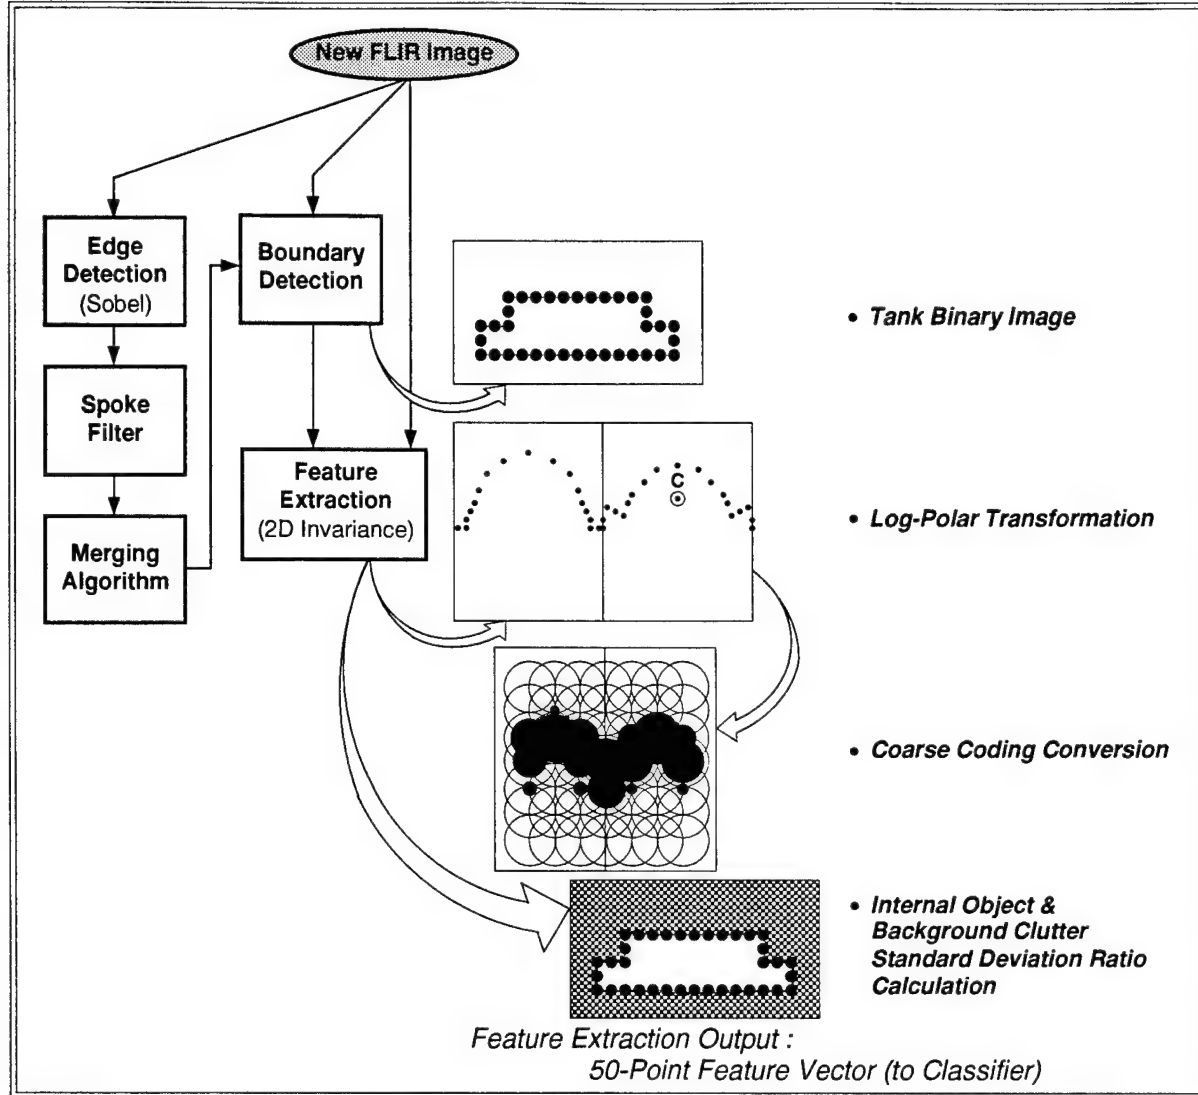 New FLIR Image
Edge
Detection
(Sobel)
Boundary
Detection
• Tank Binary Image
Spoke
Filter
Feature
Extraction
(2D Invariance)
C
• Log-Polar Transformation
Merging
Algorithm
• Coarse Coding Conversion
• Internal Object &
Background Clutter
Standard Deviation Ratio
Calculation
Feature Extraction Output :
50-Point Feature Vector (to Classifier)